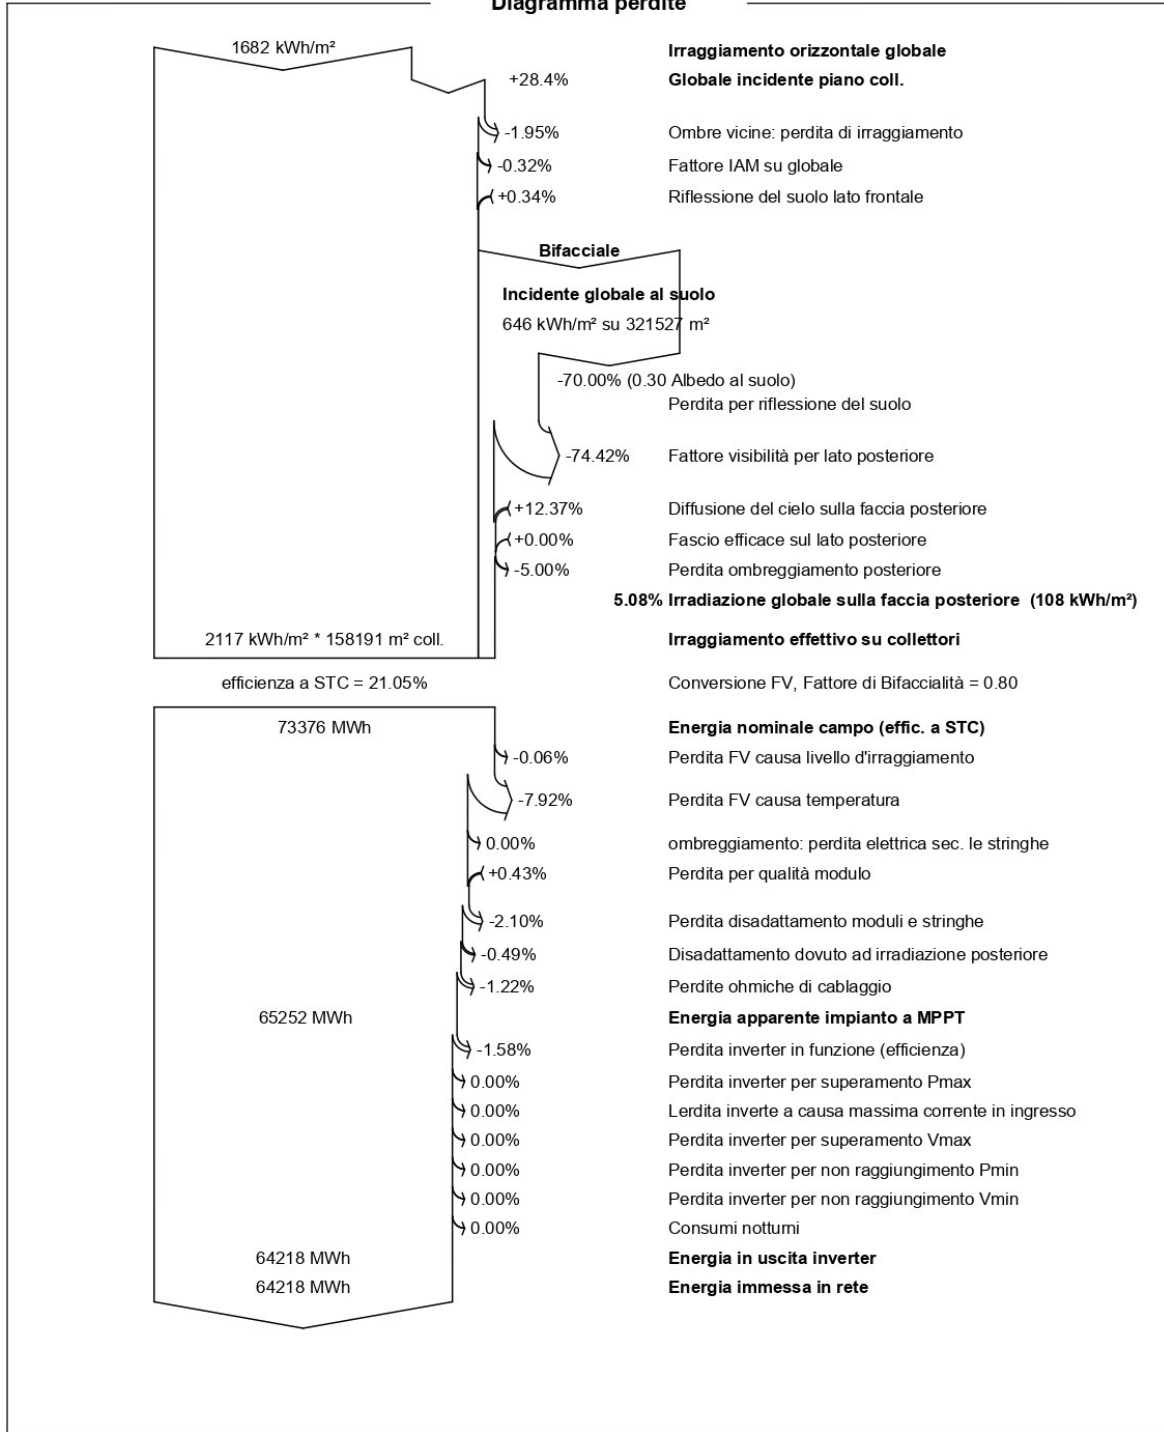 Diagramma perdite
1682 kWh/m² Irraggiamento orizzontale globale
+28.4% Globale incidente piano coll.
-1.95% Ombre vicine: perdita di irraggiamento
-0.32% Fattore IAM su globale
+0.34% Riflessione del suolo lato frontale
Bifacciale
Incidente globale al suolo
646 kWh/m² su 321527 m²
-70.00% (0.30 Albedo al suolo)
Perdita per riflessione del suolo
-74.42% Fattore visibilità per lato posteriore
+12.37% Diffusione del cielo sulla faccia posteriore
+0.00% Fascio efficace sul lato posteriore
-5.00% Perdita ombreggiamento posteriore
5.08% Irradiazione globale sulla faccia posteriore (108 kWh/m²)
2117 kWh/m² * 158191 m² coll. Irraggiamento effettivo su collettori
efficienza a STC = 21.05% Conversione FV, Fattore di Bifaccialità = 0.80
73376 MWh Energia nominale campo (effic. a STC)
-0.06% Perdita FV causa livello d'irraggiamento
-7.92% Perdita FV causa temperatura
0.00% ombreggiamento: perdita elettrica sec. le stringhe
+0.43% Perdita per qualità modulo
-2.10% Perdita disadattamento moduli e stringhe
-0.49% Disadattamento dovuto ad irradiazione posteriore
-1.22% Perdite ohmiche di cablaggio
65252 MWh Energia apparente impianto a MPPT
-1.58% Perdita inverter in funzione (efficienza)
0.00% Perdita inverter per superamento Pmax
0.00% Lerdita inverte a causa massima corrente in ingresso
0.00% Perdita inverter per superamento Vmax
0.00% Perdita inverter per non raggiungimento Pmin
0.00% Perdita inverter per non raggiungimento Vmin
0.00% Consumi notturni
64218 MWh Energia in uscita inverter
64218 MWh Energia immessa in rete